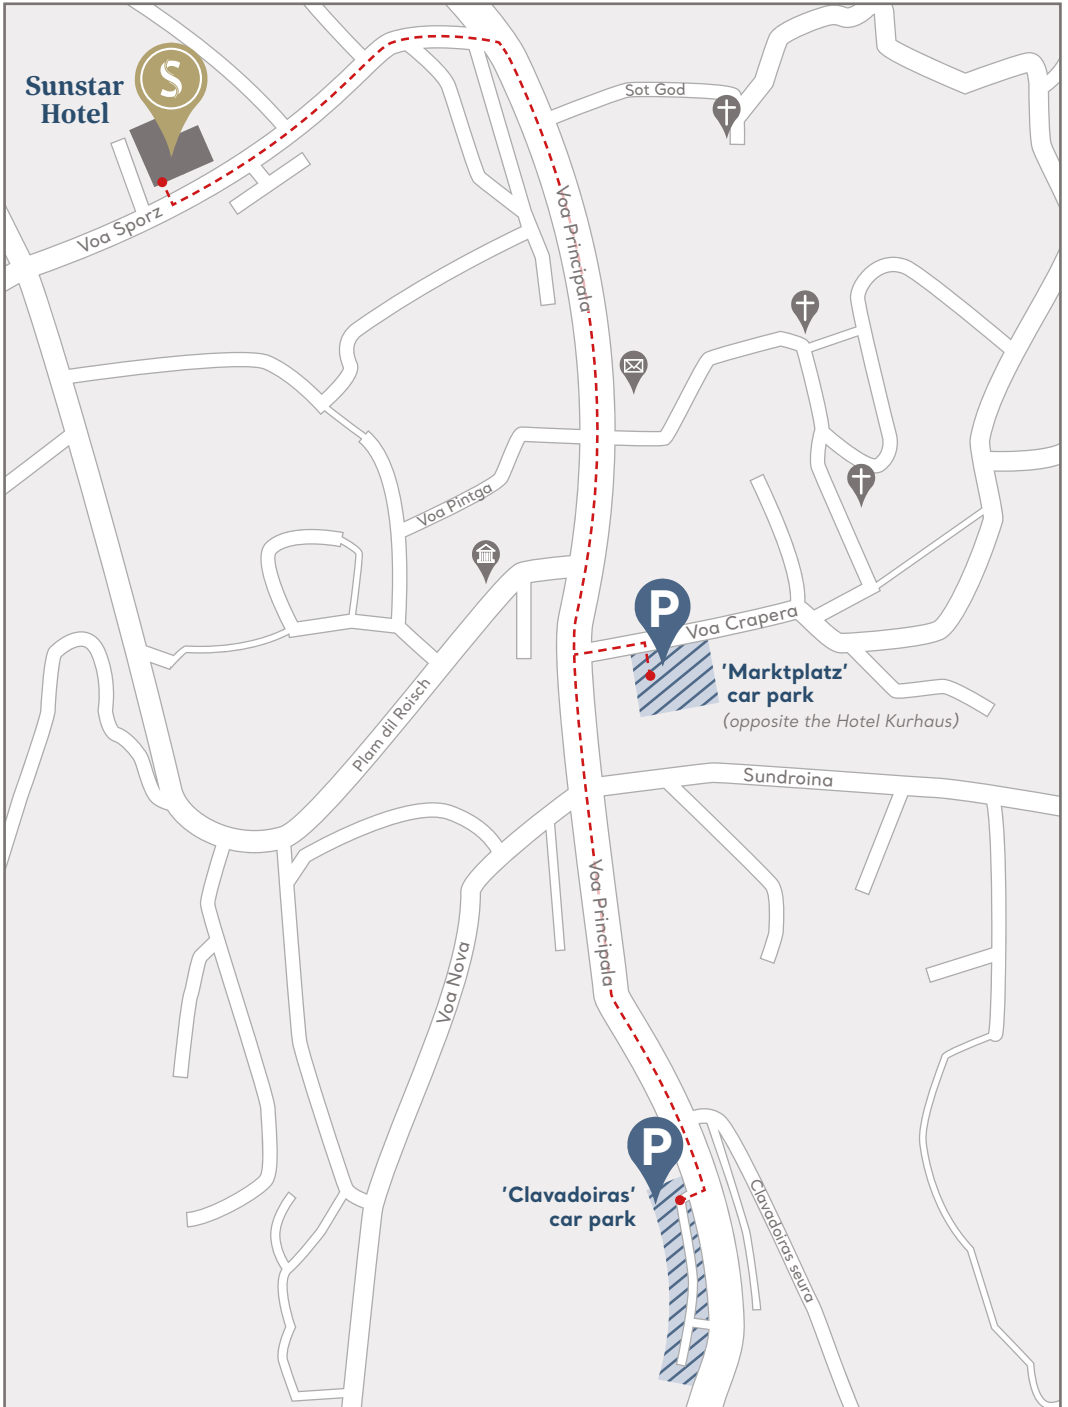 Sunstar
Hotel
S
Sot God
Voa Sporz
Voa Principala
Voa Pintga
P
Voa Crapera
'Marktplatz'
car park
(opposite the Hotel Kurhaus)
Plam dil Roisch
Sundroina
Voa Principala
Voa Nova
P
'Clavadoiras'
car park
Clavadoiras seura